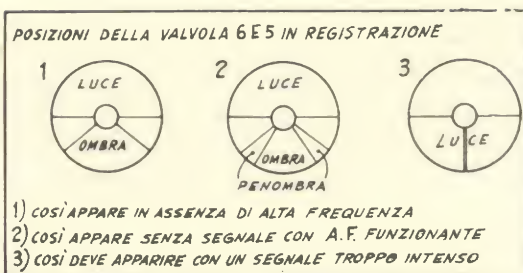 POSIZIONI DELLA VALVOLA 6E5 IN REGISTRAZIONE
1
LUCE
OMBRA
2
LUCE
OMBRA
PENOMBRA
3
LUCE
1) COSÌ APPARE IN ASSENZA DI ALTA FREQUENZA
2) COSÌ APPARE SENZA SEGNALE CON A.F. FUNZIONANTE
3) COSÌ DEVE APPARIRE CON UN SEGNALE TROPPO INTENSO